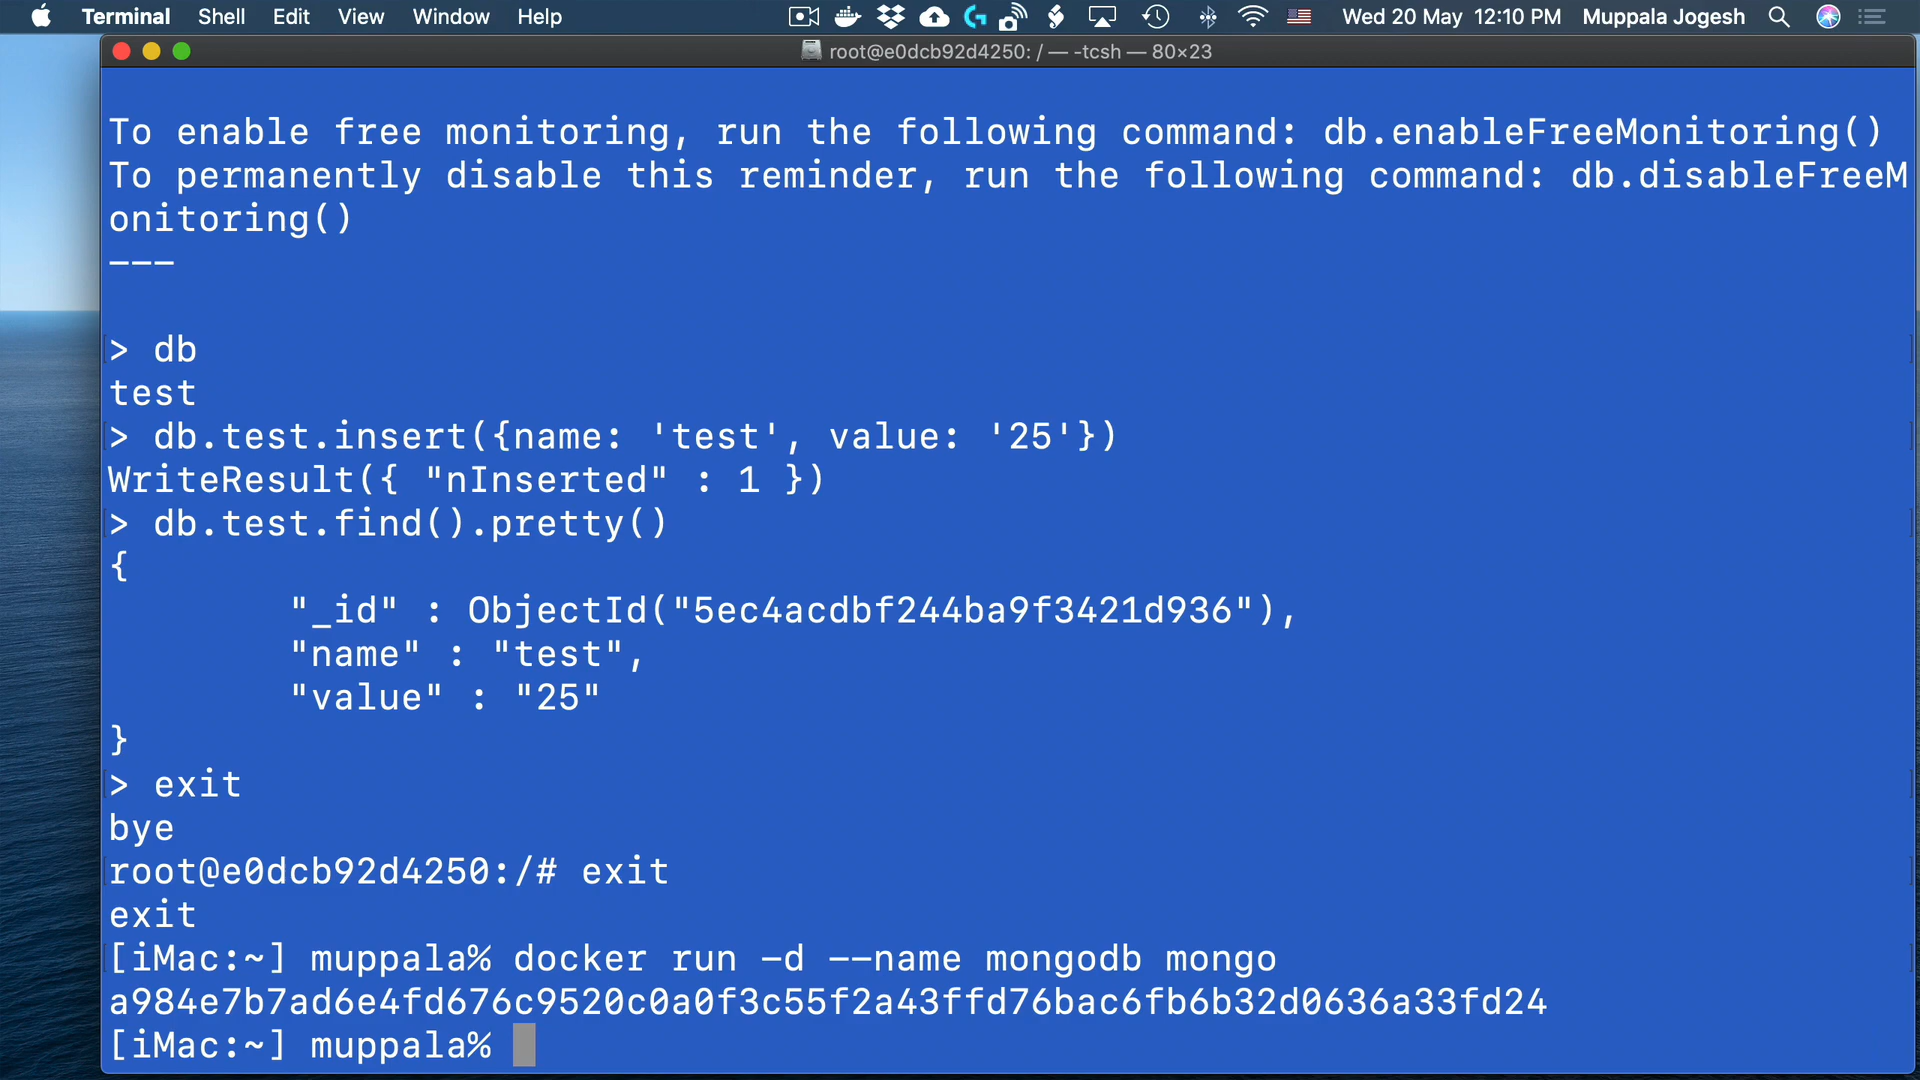 Terminal Shell Edit View Window Help Wed 20 May 12:10 PM Muppala Jogesh
root@e0dcb92d4250: / — -tcsh — 80×23
To enable free monitoring, run the following command: db.enableFreeMonitoring()
To permanently disable this reminder, run the following command: db.disableFreeM
onitoring()
---
> db
test
> db.test.insert({name: 'test', value: '25'})
WriteResult({ "nInserted" : 1 })
> db.test.find().pretty()
{
"_id" : ObjectId("5ec4acdbf244ba9f3421d936"),
"name" : "test",
"value" : "25"
}
> exit
bye
root@e0dcb92d4250:/# exit
exit
[iMac:~] muppala% docker run -d --name mongodb mongo
a984e7b7ad6e4fd676c9520c0a0f3c55f2a43ffd76bac6fb6b32d0636a33fd24
[iMac:~] muppala%